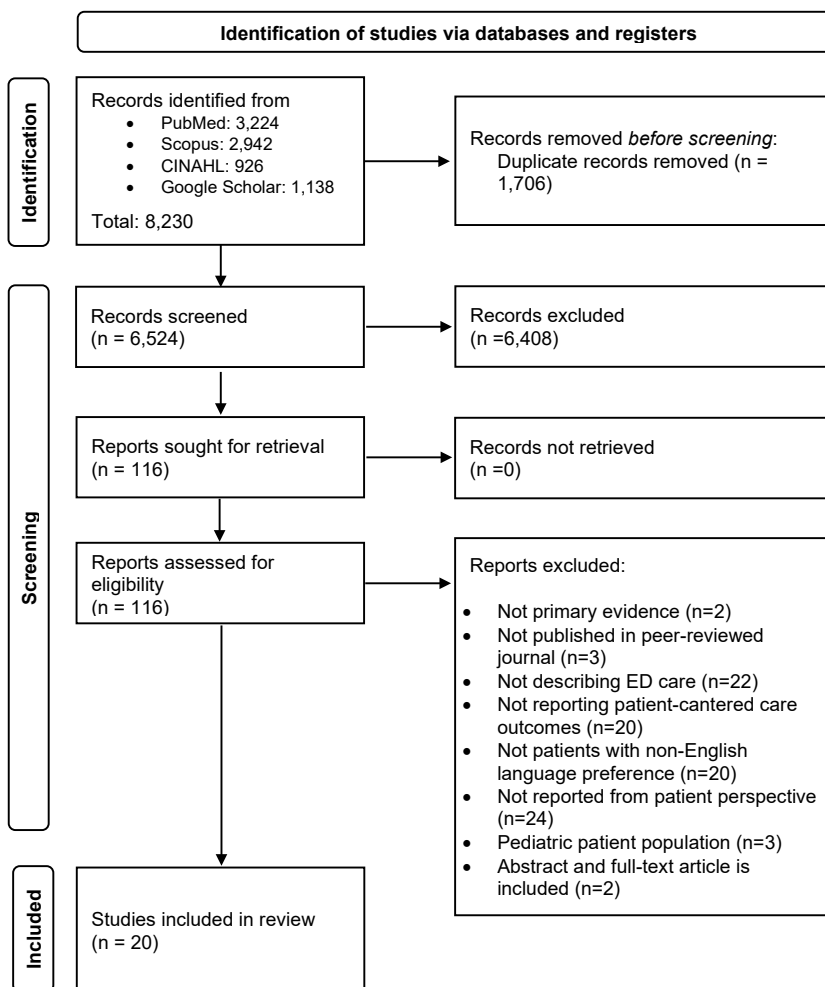 Identification of studies via databases and registers
Identification
Records identified from
• PubMed: 3,224
• Scopus: 2,942
• CINAHL: 926
• Google Scholar: 1,138
Total: 8,230
Records removed before screening:
Duplicate records removed (n =
1,706)
Screening
Records screened
(n = 6,524)
Records excluded
(n =6,408)
Reports sought for retrieval
(n = 116)
Records not retrieved
(n =0)
Reports assessed for
eligibility
(n = 116)
Reports excluded:
• Not primary evidence (n=2)
• Not published in peer-reviewed
journal (n=3)
• Not describing ED care (n=22)
• Not reporting patient-cantered care
outcomes (n=20)
• Not patients with non-English
language preference (n=20)
• Not reported from patient perspective
(n=24)
• Pediatric patient population (n=3)
• Abstract and full-text article is
included (n=2)
Included
Studies included in review
(n = 20)